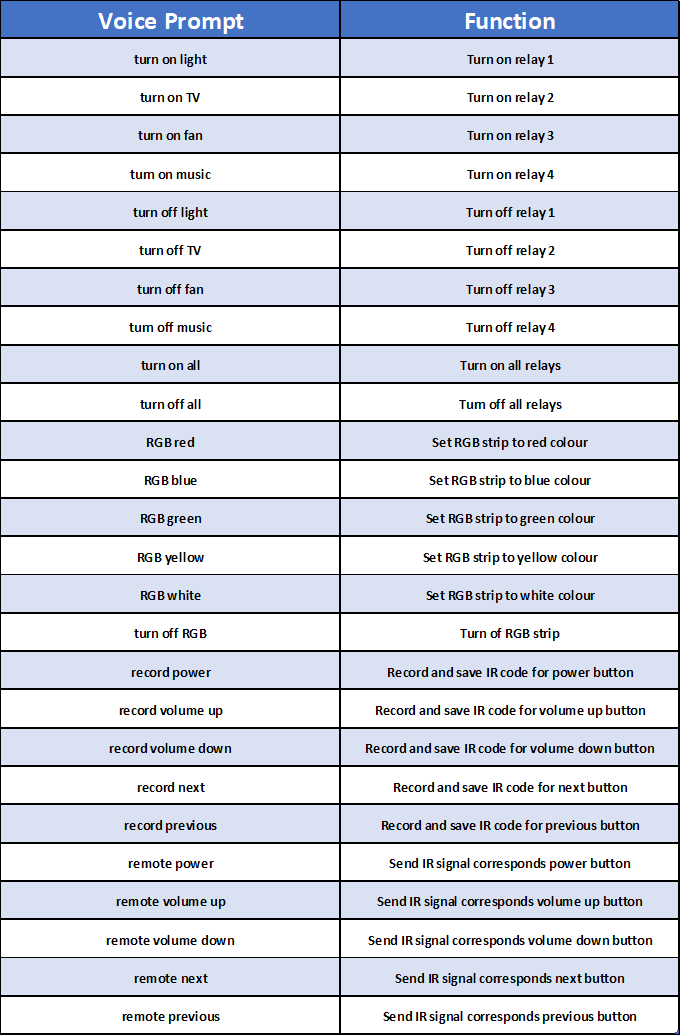 Voice Prompt Function
turn on light Turn on relay 1
turn on TV Turn on relay 2
turn on fan Turn on relay 3
turn on music Turn on relay 4
turn off light Turn off relay 1
turn off TV Turn off relay 2
turn off fan Turn off relay 3
turn off music Turn off relay 4
turn on all Turn on all relays
turn off all Turn off all relays
RGB red Set RGB strip to red colour
RGB blue Set RGB strip to blue colour
RGB green Set RGB strip to green colour
RGB yellow Set RGB strip to yellow colour
RGB white Set RGB strip to white colour
turn off RGB Turn of RGB strip
record power Record and save IR code for power button
record volume up Record and save IR code for volume up button
record volume down Record and save IR code for volume down button
record next Record and save IR code for next button
record previous Record and save IR code for previous button
remote power Send IR signal corresponds power button
remote volume up Send IR signal corresponds volume up button
remote volume down Send IR signal corresponds volume down button
remote next Send IR signal corresponds next button
remote previous Send IR signal corresponds previous button